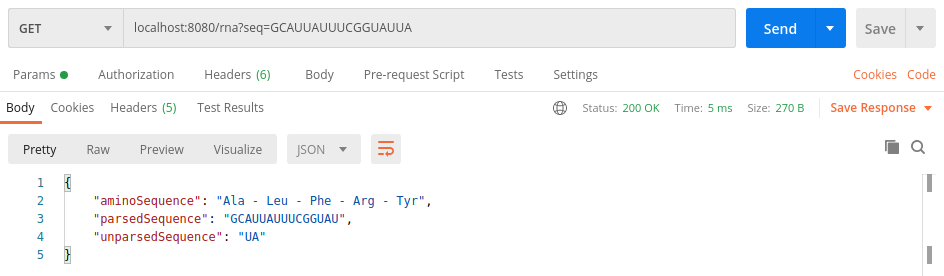 GET localhost:8080/rna?seq=GCAUUAUUUCGGUAUUA Send Save
Params Authorization Headers (6) Body Pre-request Script Tests Settings Cookies Code
Body Cookies Headers (5) Test Results Status: 200 OK Time: 5 ms Size: 270 B Save Response
Pretty Raw Preview Visualize JSON
1 {
2 "aminoSequence": "Ala - Leu - Phe - Arg - Tyr",
3 "parsedSequence": "GCAUUAUUUCGGUAU",
4 "unparsedSequence": "UA"
5 }